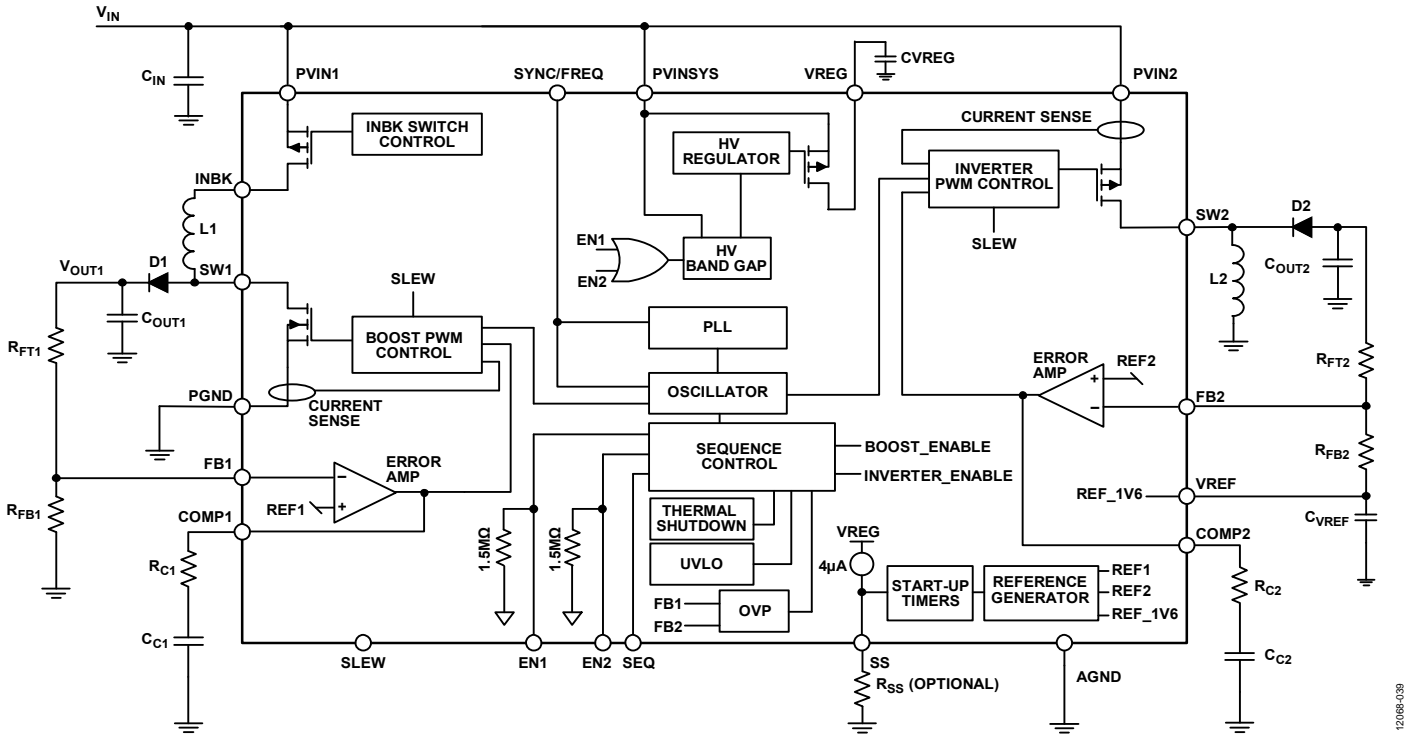 VIN
CIN
PVIN1
SYNC/FREQ
PVINSYS
VREG
CVREG
PVIN2
INBK SWITCH
CONTROL
HV
REGULATOR
CURRENT SENSE
INVERTER
PWM CONTROL
INBK
L1
EN1
EN2
HV
BAND GAP
SLEW
SW2
D2
L2
COUT2
VOUT1
D1
SW1
COUT1
SLEW
BOOST PWM
CONTROL
PLL
OSCILLATOR
RFT1
PGND
CURRENT
SENSE
ERROR
AMP
REF2
RFT2
FB2
SEQUENCE
CONTROL
BOOST_ENABLE
INVERTER_ENABLE
FB1
ERROR
AMP
REF1
RFB1
RFB2
REF_1V6
VREF
CVREF
COMP1
COMP2
1.5MΩ
1.5MΩ
THERMAL
SHUTDOWN
UVLO
FB1
FB2
OVP
VREG
4µA
START-UP
TIMERS
REFERENCE
GENERATOR
REF1
REF2
REF_1V6
RC1
CC1
RC2
CC2
SLEW
EN1
EN2
SEQ
SS
RSS (OPTIONAL)
AGND
12068-039